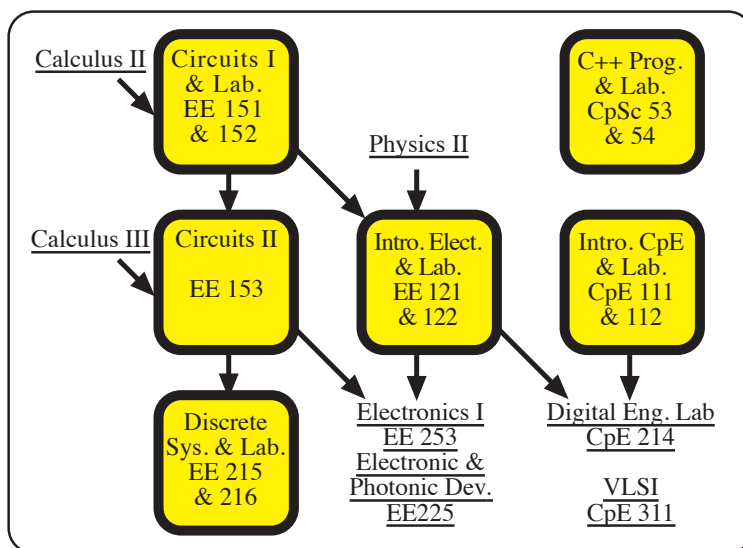 Calculus II
Circuits I
& Lab.
EE 151
& 152
C++ Prog.
& Lab.
CpSc 53
& 54
Physics II
Calculus III
Circuits II
EE 153
Intro. Elect.
& Lab.
EE 121
& 122
Intro. CpE
& Lab.
CpE 111
& 112
Discrete
Sys. & Lab.
EE 215
& 216
Electronics I
EE 253
Electronic &
Photonic Dev.
EE225
Digital Eng. Lab
CpE 214
VLSI
CpE 311